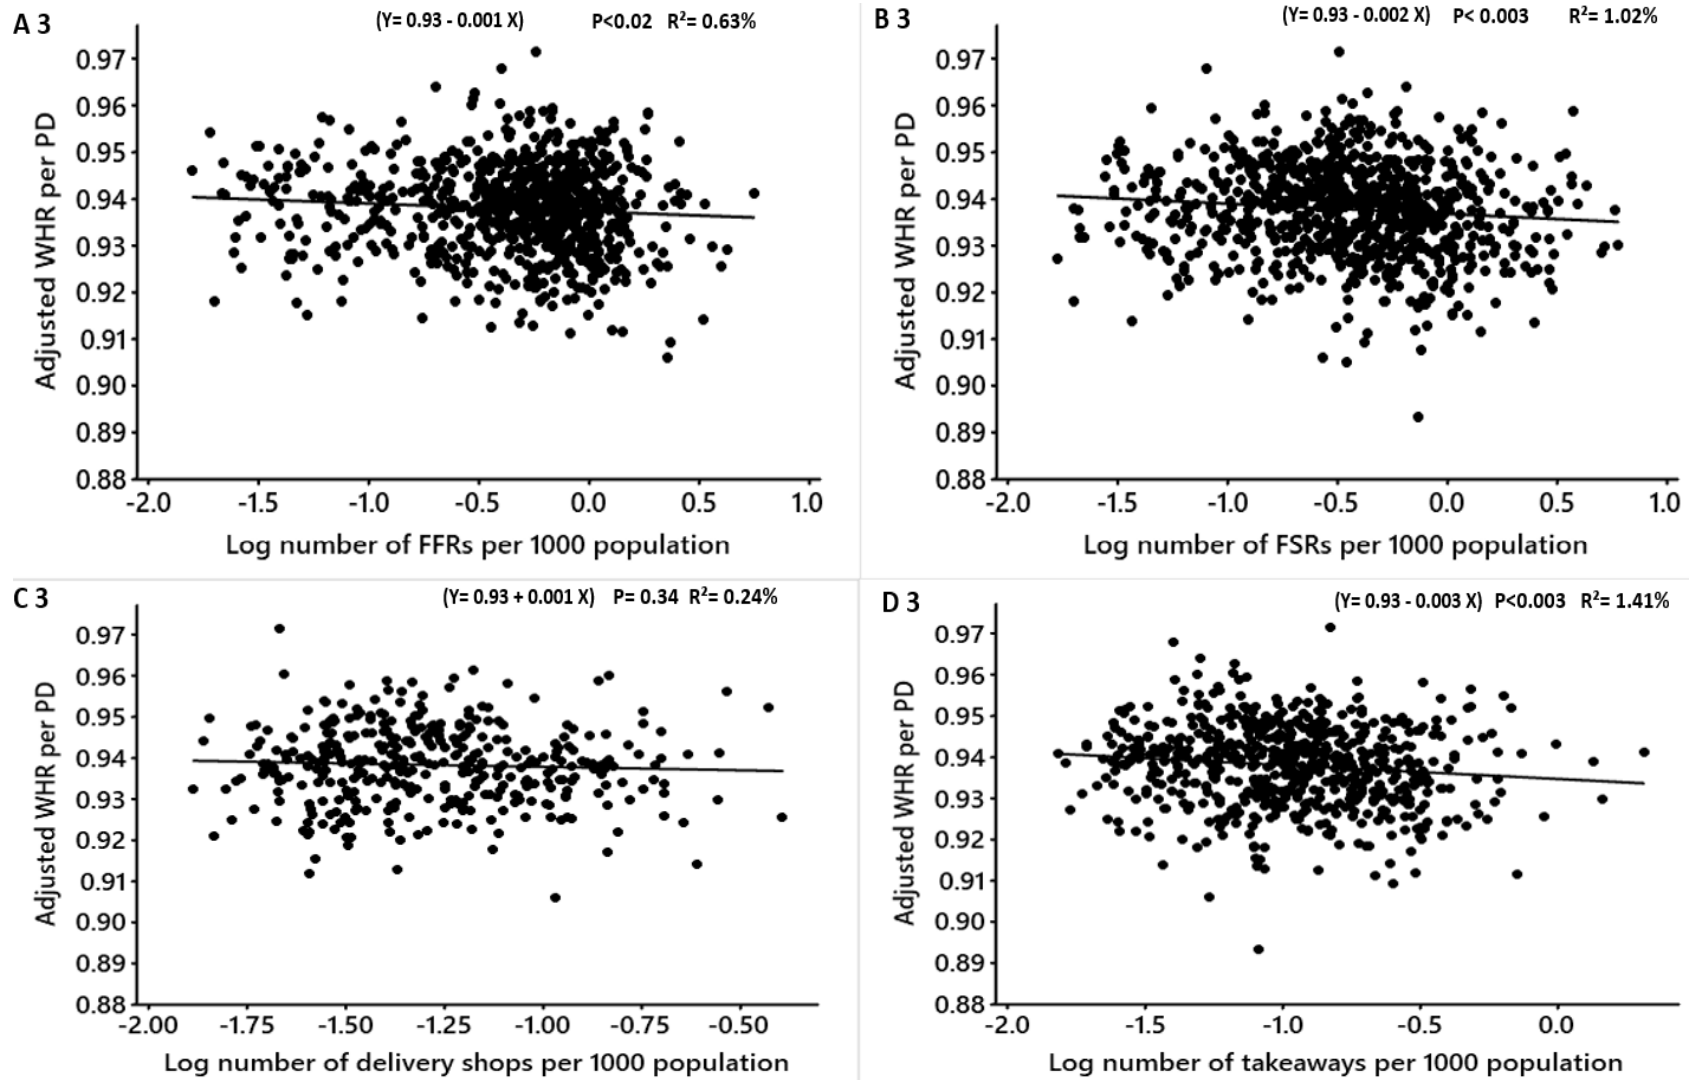 A 3 (Y= 0.93 - 0.001 X) P<0.02 R²= 0.63%
Adjusted WHR per PD
0.97
0.96
0.95
0.94
0.93
0.92
0.91
0.90
0.89
0.88
-2.0 -1.5 -1.0 -0.5 0.0 0.5 1.0
Log number of FFRs per 1000 population
B 3 (Y= 0.93 - 0.002 X) P< 0.003 R²= 1.02%
Adjusted WHR per PD
0.97
0.96
0.95
0.94
0.93
0.92
0.91
0.90
0.89
0.88
-2.0 -1.5 -1.0 -0.5 0.0 0.5 1.0
Log number of FSRs per 1000 population
C 3 (Y= 0.93 + 0.001 X) P= 0.34 R²= 0.24%
Adjusted WHR per PD
0.97
0.96
0.95
0.94
0.93
0.92
0.91
0.90
0.89
0.88
-2.00 -1.75 -1.50 -1.25 -1.00 -0.75 -0.50
Log number of delivery shops per 1000 population
D 3 (Y= 0.93 - 0.003 X) P<0.003 R²= 1.41%
Adjusted WHR per PD
0.97
0.96
0.95
0.94
0.93
0.92
0.91
0.90
0.89
0.88
-2.0 -1.5 -1.0 -0.5 0.0
Log number of takeaways per 1000 population